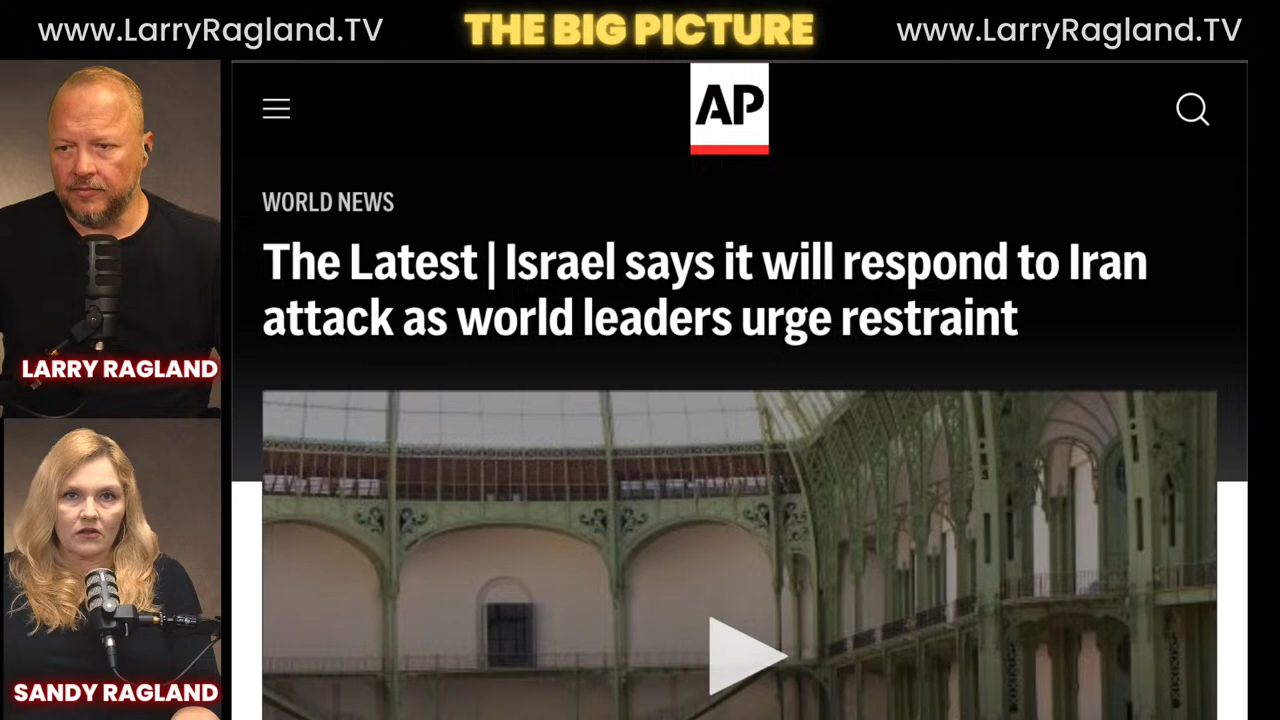 www.LarryRagland.TV
THE BIG PICTURE
www.LarryRagland.TV
AP
WORLD NEWS
The Latest | Israel says it will respond to Iran
attack as world leaders urge restraint
LARRY RAGLAND
SANDY RAGLAND